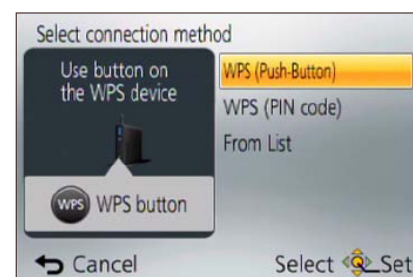 Select connection method
Use button on
the WPS device
WPS WPS button
WPS (Push-Button)
WPS (PIN code)
From List
Cancel
Select Set